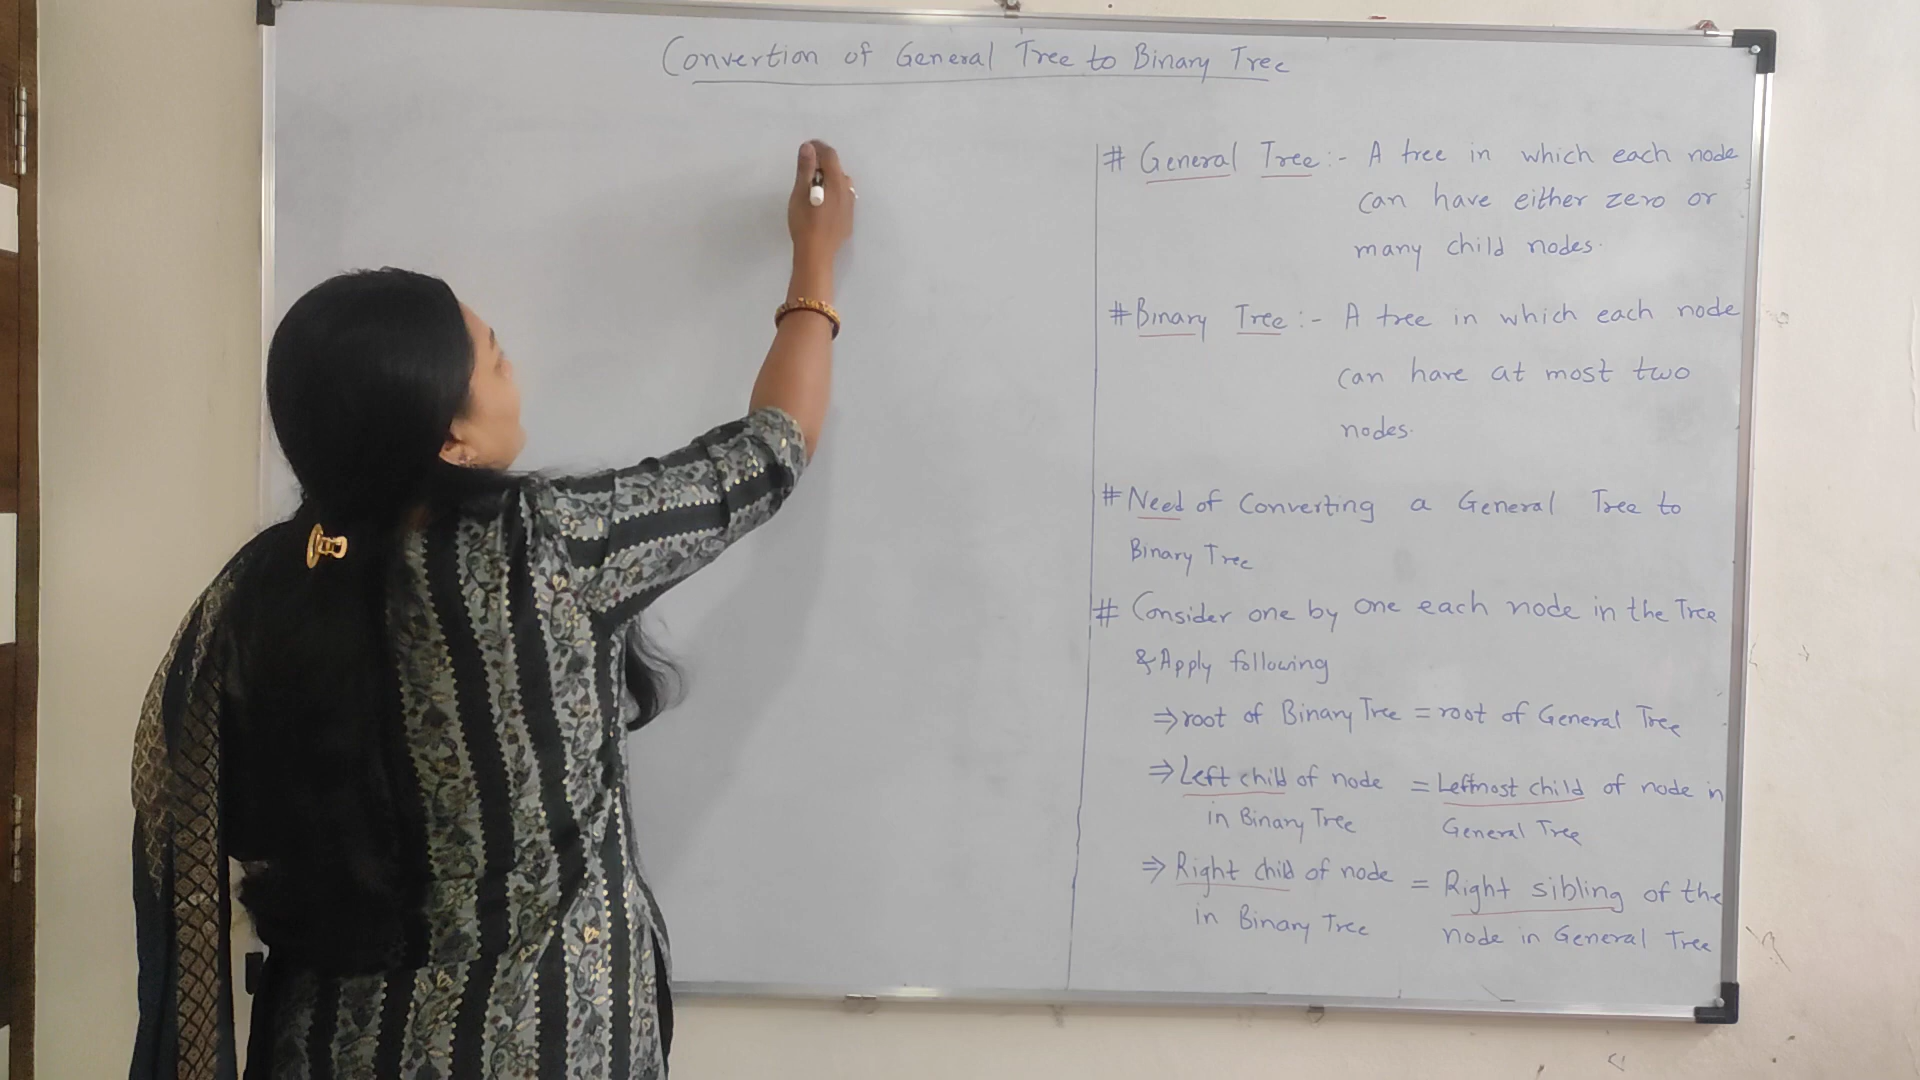 Convertion of General Tree to Binary Tree
# General Tree :- A tree in which each node
can have either zero or
many child nodes.
# Binary Tree :- A tree in which each node
can have at most two
nodes.
# Need of Converting a General Tree to
Binary Tree
# Consider one by one each node in the Tree
& Apply following
⇒ root of Binary Tree = root of General Tree
⇒ Left child of node = Leftmost child of node in
in Binary Tree General Tree
⇒ Right child of node = Right sibling of the
in Binary Tree node in General Tree